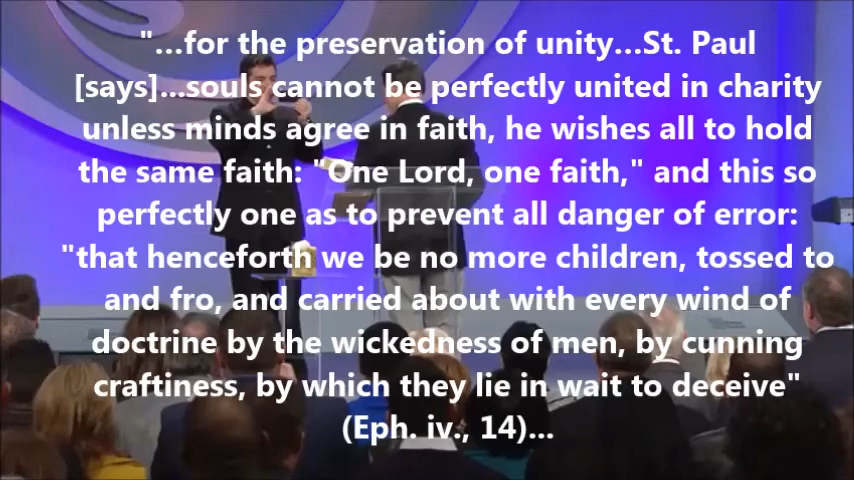 "...for the preservation of unity...St. Paul
[says]...souls cannot be perfectly united in charity
unless minds agree in faith, he wishes all to hold
the same faith: "One Lord, one faith," and this so
perfectly one as to prevent all danger of error:
"that henceforth we be no more children, tossed to
and fro, and carried about with every wind of
doctrine by the wickedness of men, by cunning
craftiness, by which they lie in wait to deceive"
(Eph. iv., 14)...